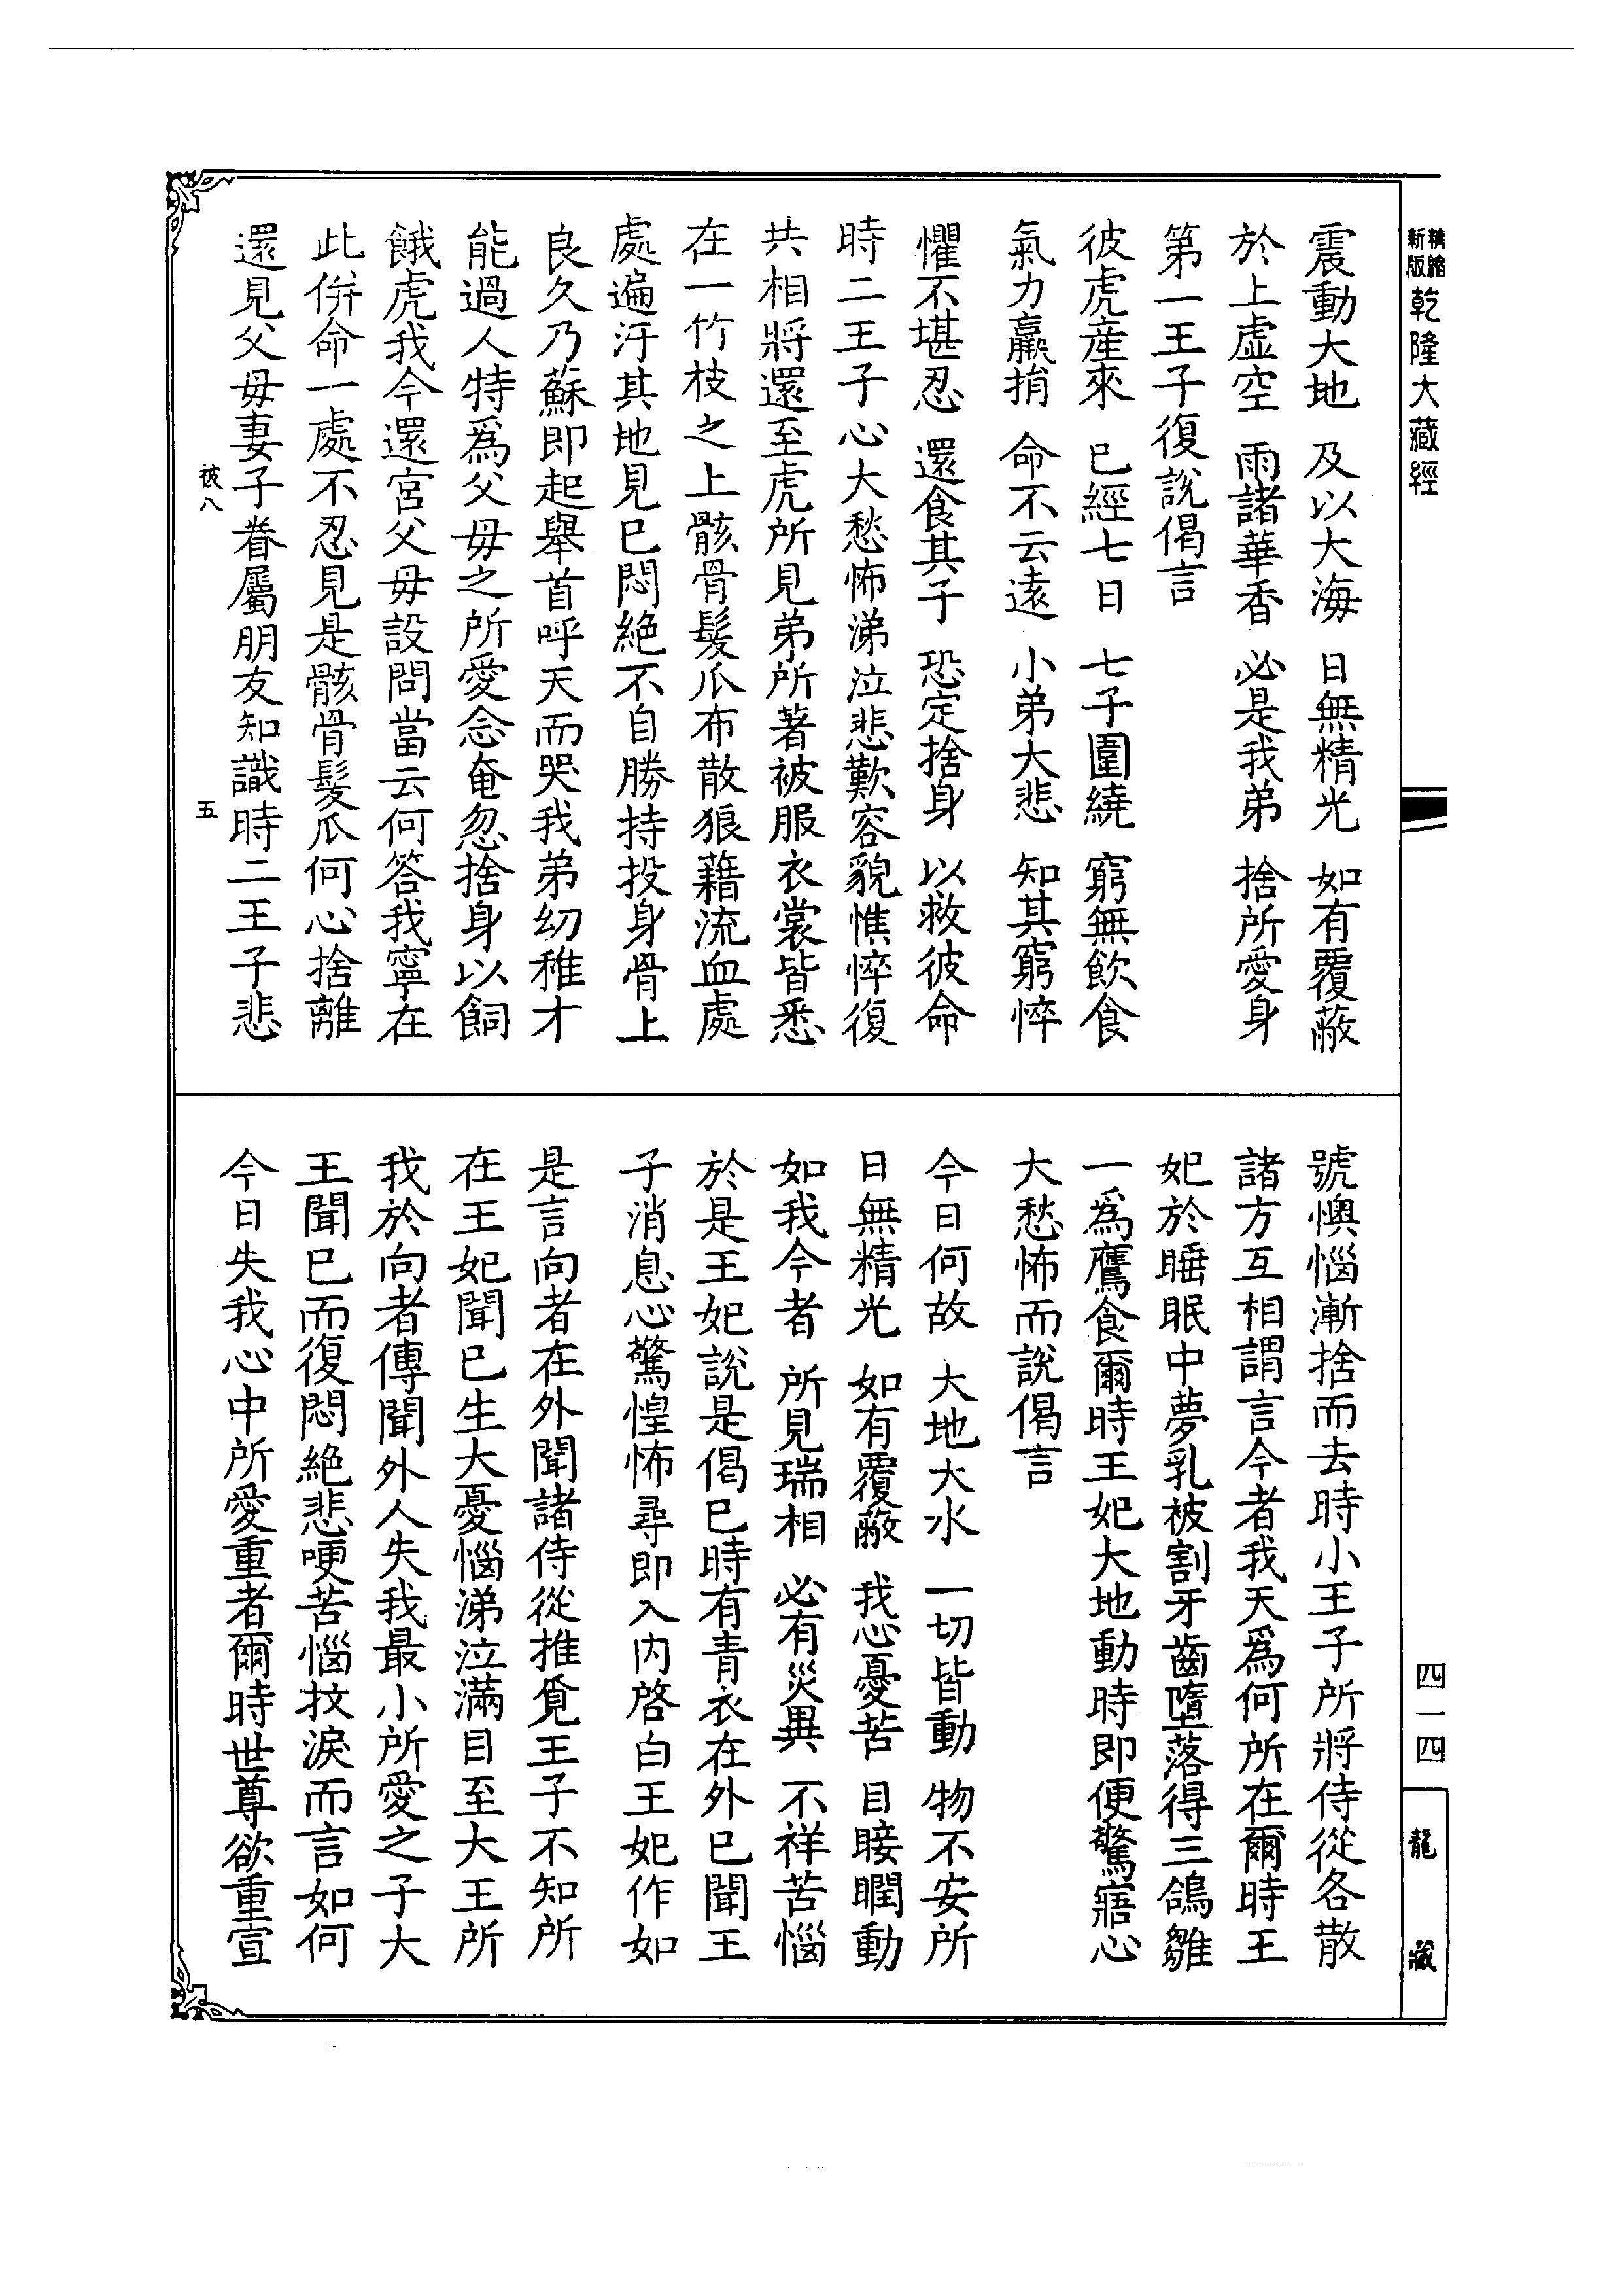 精縮
新版
乾隆大藏經
四一四
龍藏
震動大地 及以大海 日無精光 如有覆蔽
於上虛空 雨諸華香 必是我弟 捨所愛身
第一王子復說偈言
彼虎產來 已經七日 七子圍繞 窮無飲食
氣力羸損 命不云遠 小弟大悲 知其窮悴
懼不堪忍 還食其子 恐定捨身 以救彼命
時二王子心大愁怖涕泣悲歎容貌憔悴復
共相將還至虎所見弟所著被服衣裳皆悉
在一竹枝之上骸骨髮爪布散狼藉流血處
處遍汙其地見已悶絕不自勝持投身骨上
良久乃蘇即起舉首呼天而哭我弟幼稚才
能過人特爲父母之所愛念奄忽捨身以飼
餓虎我今還宮父母設問當云何答我寧在
此併命一處不忍見是骸骨髮爪何心捨離
還見父母妻子眷屬朋友知識時二王子悲
號懊惱漸捨而去時小王子所將侍從各散
諸方互相謂言今者我天爲何所在爾時王
妃於睡眠中夢乳被割牙齒墮落得三鴿雛
一爲鷹食爾時王妃大地動時即便驚寤心
大愁怖而說偈言
今日何故 大地大水 一切皆動 物不安所
日無精光 如有覆蔽 我心憂苦 目睫瞤動
如我今者 所見瑞相 必有災異 不祥苦惱
於是王妃說是偈已時有青衣在外已聞王
子消息心驚惶怖尋即入內啓白王妃作如
是言向者在外聞諸侍從推覓王子不知所
在王妃聞已生大憂惱涕泣滿目至大王所
我於向者傳聞外人失我最小所愛之子大
王聞已而復悶絕悲哽苦惱抆淚而言如何
今日失我心中所愛重者爾時世尊欲重宣
被八
五